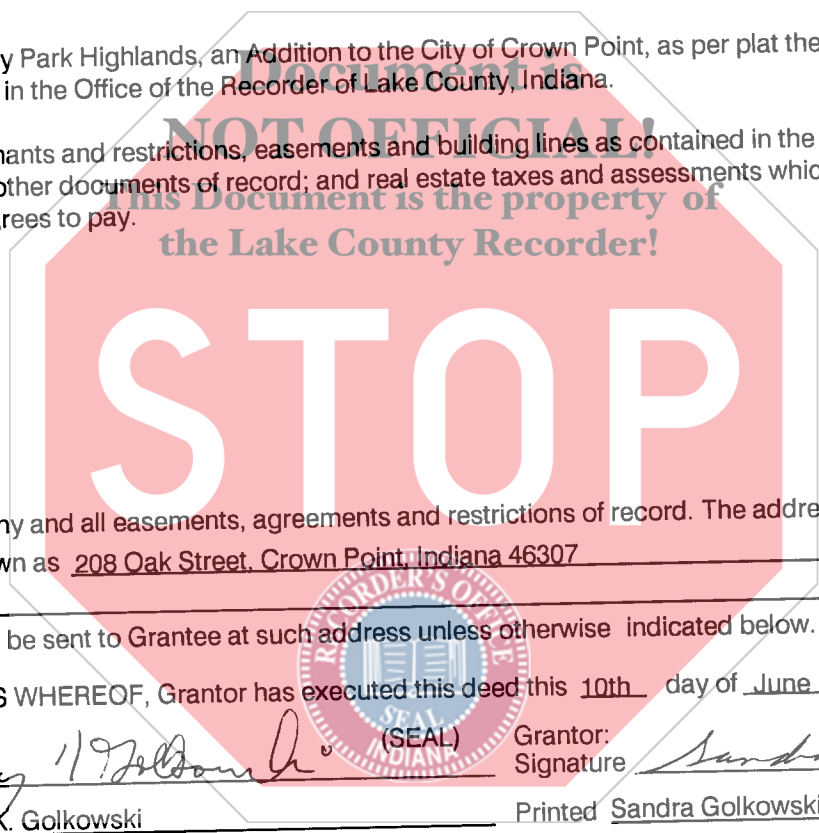 y Park Highlands, an Addition to the City of Crown Point, as per plat the
in the Office of the Recorder of Lake County, Indiana.
Document is
NOT OFFICIAL!
This Document is the property of
the Lake County Recorder!
nants and restrictions, easements and building lines as contained in the
other documents of record; and real estate taxes and assessments whic
rees to pay.
STOP
ny and all easements, agreements and restrictions of record. The addre
wn as 208 Oak Street, Crown Point, Indiana 46307
be sent to Grantee at such address unless otherwise indicated below.
S WHEREOF, Grantor has executed this deed this 10th day of June
RECORDER'S OFFICE
SEAL
INDIANA
(SEAL)
Grantor:
Signature Sandra
K. Golkowski
Printed Sandra Golkowski